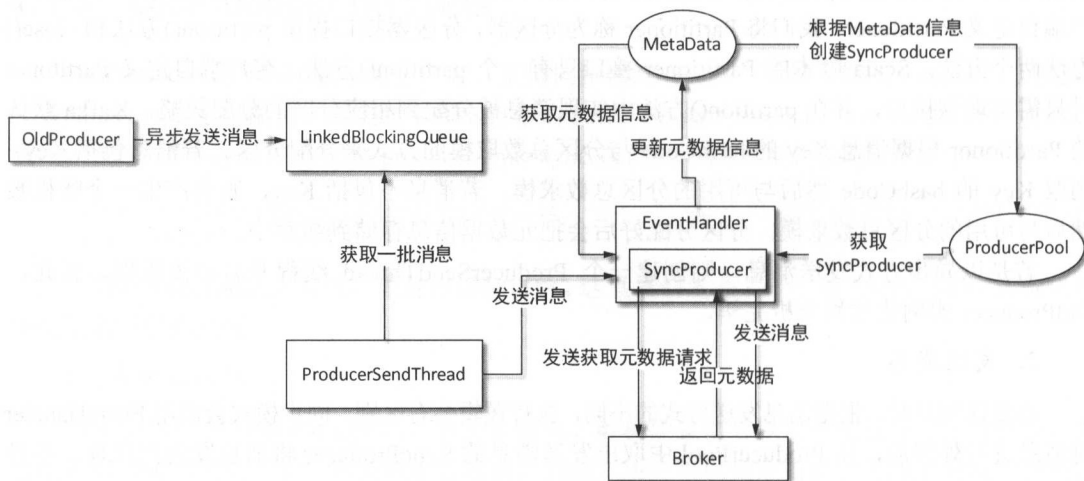 MetaData
根据MetaData信息
创建SyncProducer
获取元数据信息
OldProducer
异步发送消息
LinkedBlockingQueue
更新元数据信息
EventHandler
获取一批消息
SyncProducer
获取
SyncProducer
ProducerPool
发送消息
发送消息
发送获取元数据请求
返回元数据
ProducerSendThread
Broker